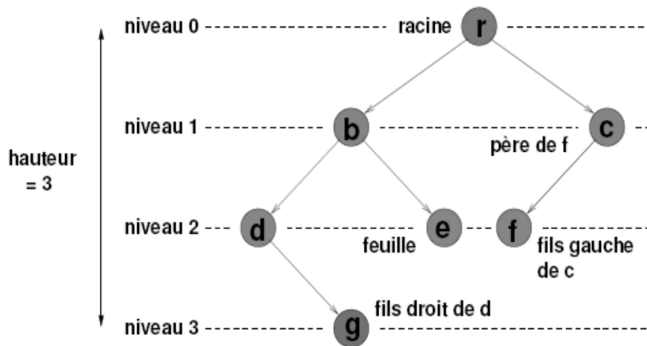 niveau 0
racine
r
niveau 1
b
c
père de f
hauteur
= 3
niveau 2
d
feuille
e
f
fils gauche
de c
fils droit de d
niveau 3
g